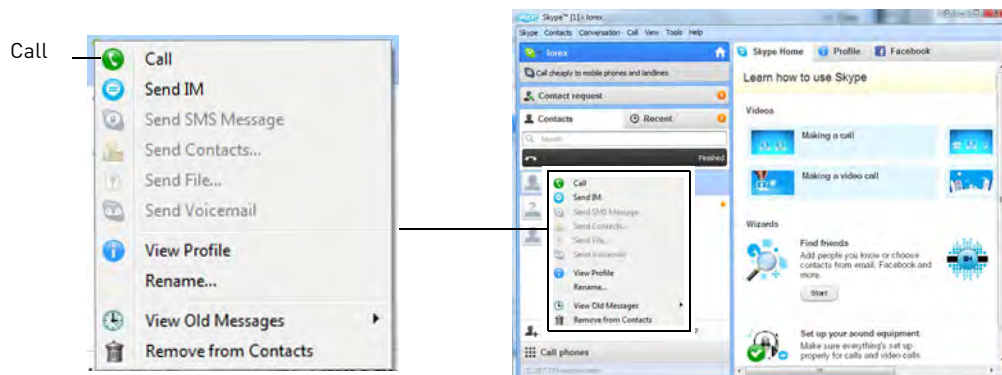 Call
Call
Send IM
Send SMS Message
Send Contacts...
Send File...
Send Voicemail
View Profile
Rename...
View Old Messages
Remove from Contacts
Skype™ [1] - lorex
Skype Contacts Conversation Call View Tools Help
lorex
Call cheaply to mobile phones and landlines
Contact request
Contacts
Recent
Search
Finished
Call
Send IM
Send SMS Message
Send Contacts...
Send File...
Send Voicemail
View Profile
Rename...
View Old Messages
Remove from Contacts
Call phones
Skype Home
Profile
Facebook
Learn how to use Skype
Videos
Making a call
Making a video call
Wizards
Find friends
Add people you know or choose
contacts from email, Facebook and
more.
Start
Set up your sound equipment
Make sure everything's set up
properly for calls and video calls.